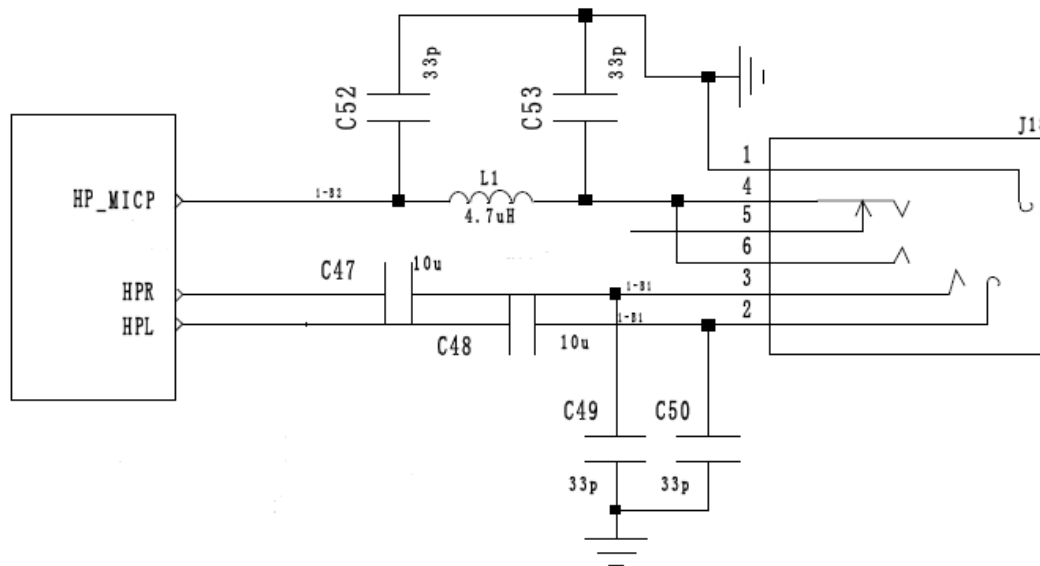 33p
33p
C52
C53
J18
1
L1
4
HP_MICP
1-B2
4.7uH
5
6
C47
10u
3
HPR
1-B1
2
HPL
1-B1
C48
10u
C49
C50
33p
33p